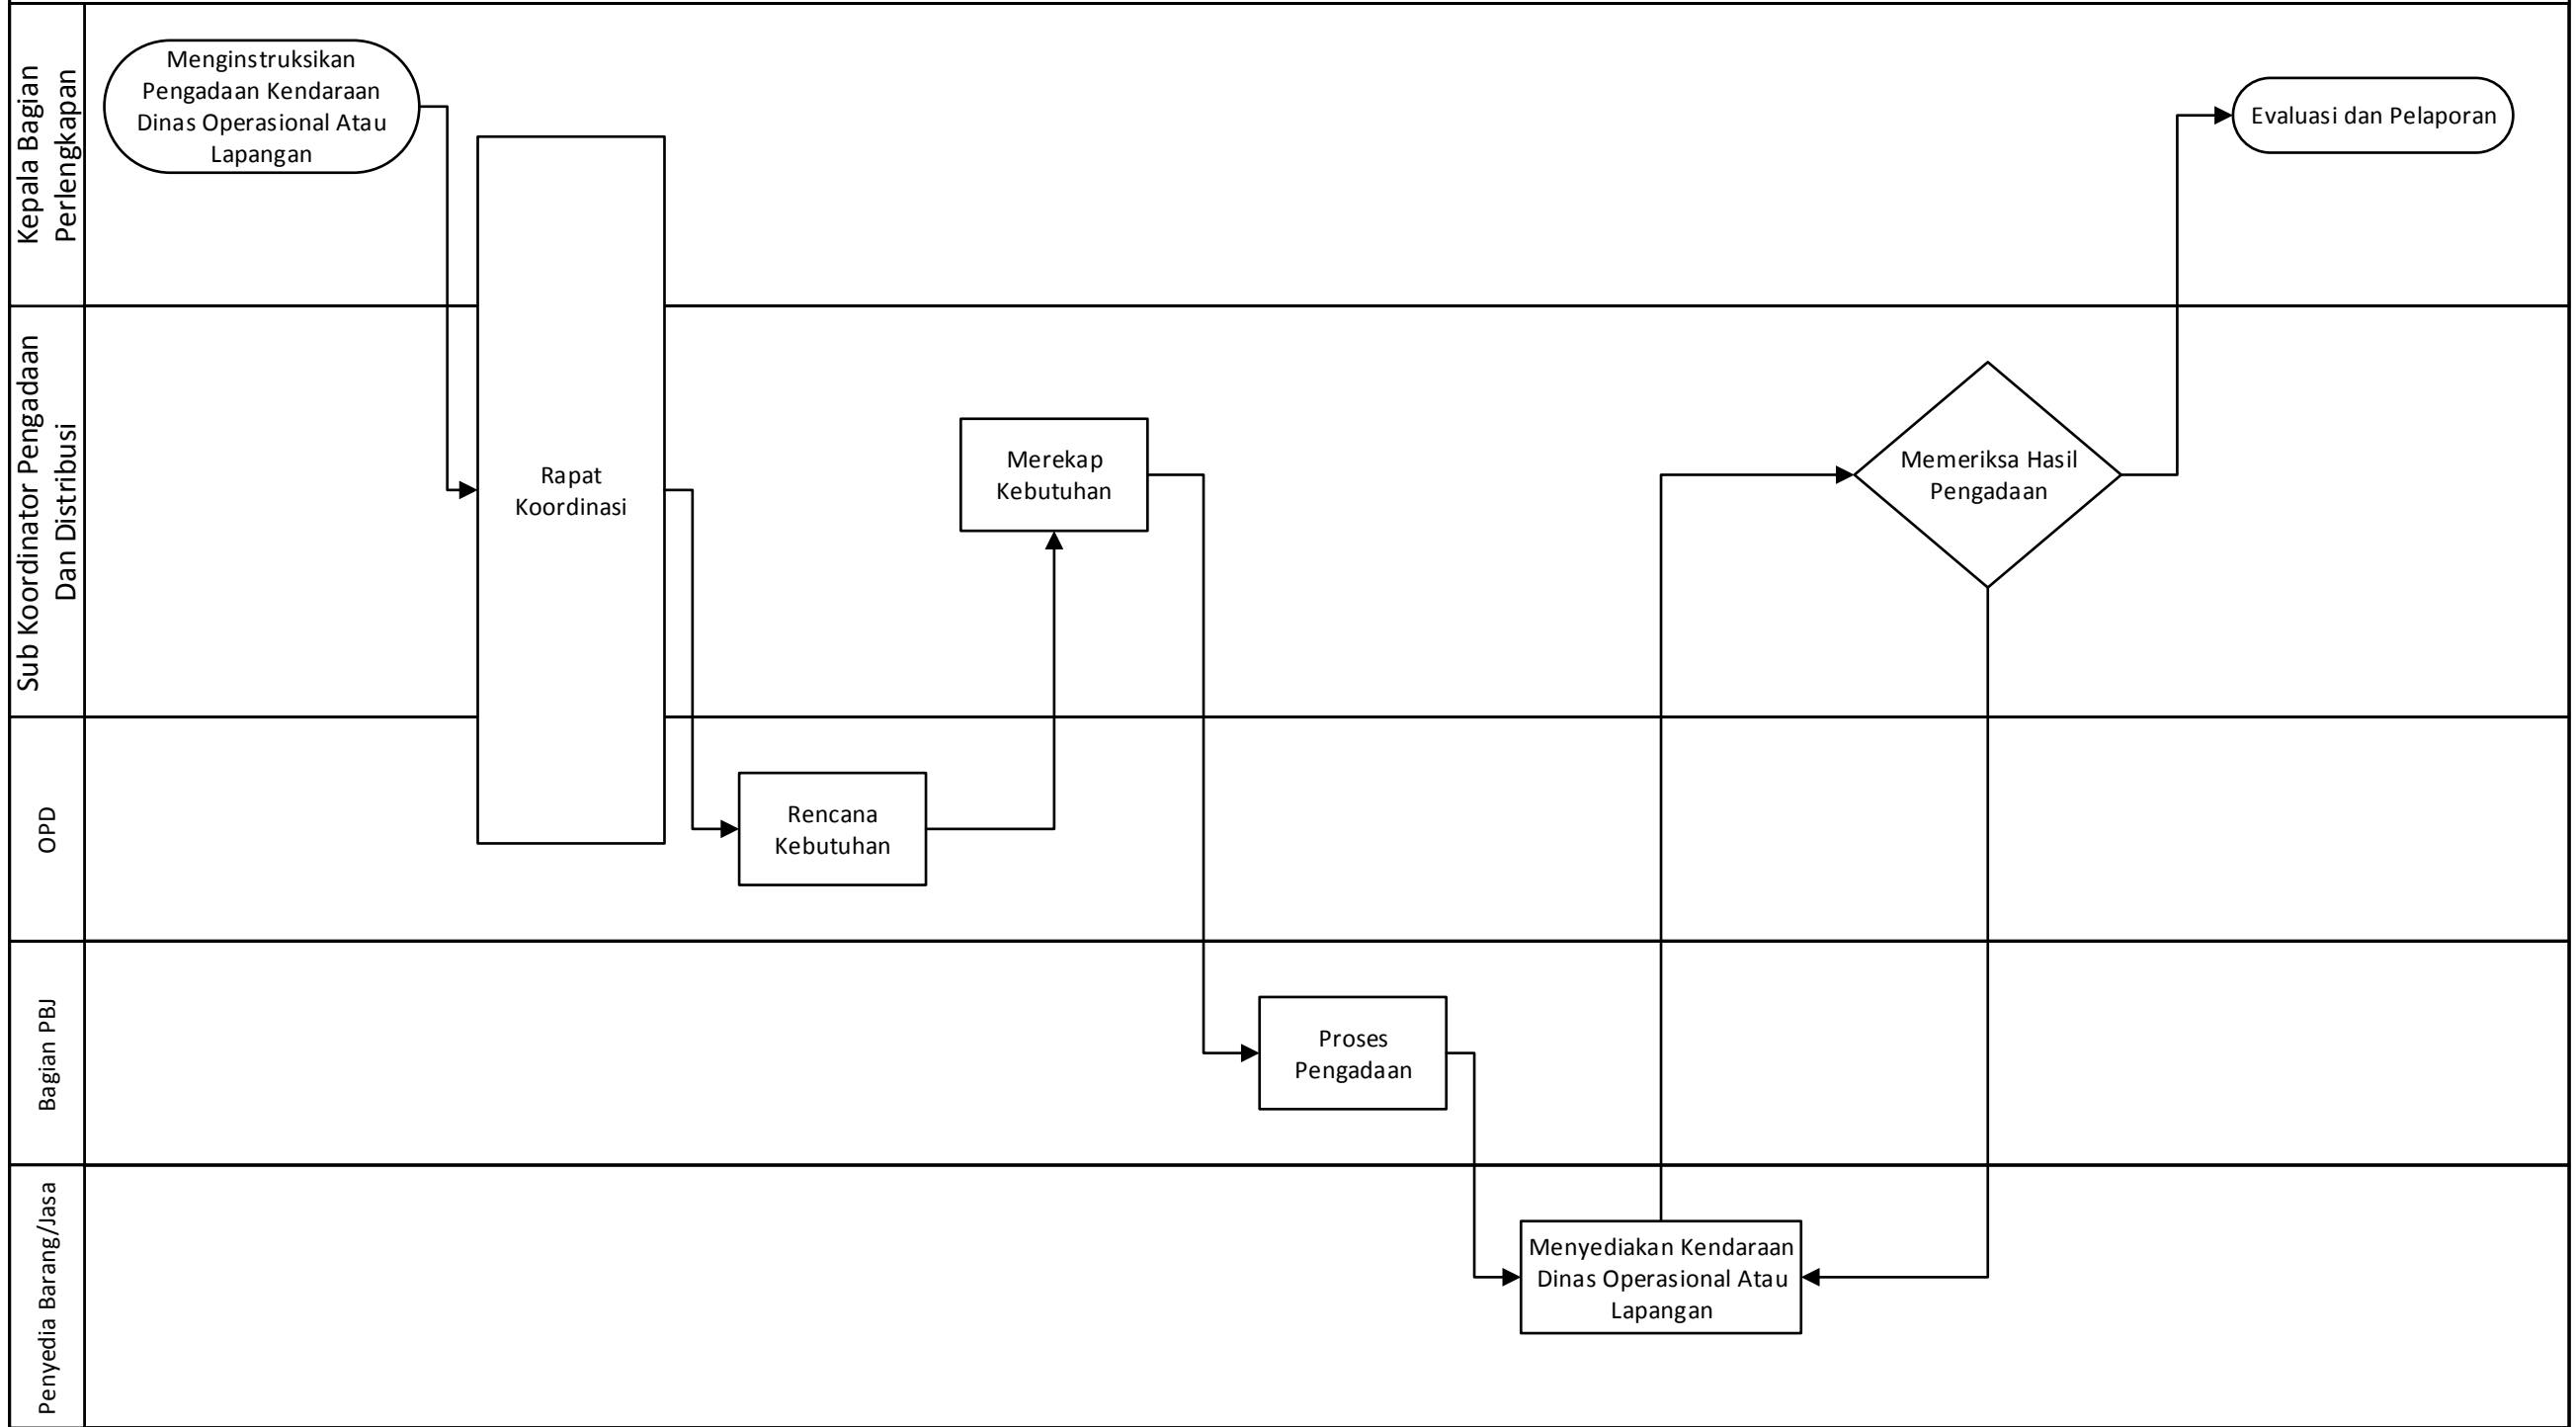 Kepala Bagian
Perlengkapan
Menginstruksikan
Pengadaan Kendaraan
Dinas Operasional Atau
Lapangan
Evaluasi dan Pelaporan
Sub Koordinator Pengadaan
Dan Distribusi
Rapat
Koordinasi
Merekap
Kebutuhan
Memeriksa Hasil
Pengadaan
OPD
Rencana
Kebutuhan
Bagian PBJ
Proses
Pengadaan
Penyedia Barang/Jasa
Menyediakan Kendaraan
Dinas Operasional Atau
Lapangan